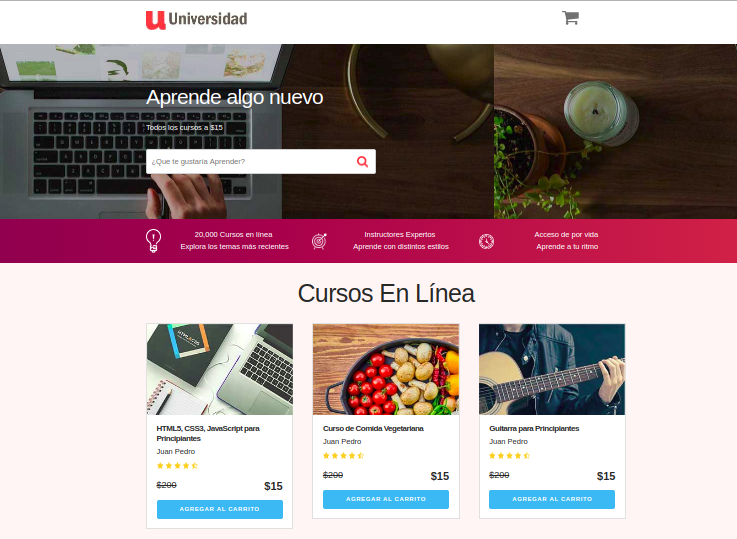 u Universidad
Aprende algo nuevo
Todos los cursos a $15
¿Que te gustaría Aprender?
20,000 Cursos en línea
Explora los temas más recientes
Instructores Expertos
Aprende con distintos estilos
Acceso de por vida
Aprende a tu ritmo
Cursos En Línea
HTML5, CSS3, JavaScript para
Principiantes
Juan Pedro
$200 $15
AGREGAR AL CARRITO
Curso de Comida Vegetariana
Juan Pedro
$200 $15
AGREGAR AL CARRITO
Guitarra para Principiantes
Juan Pedro
$200 $15
AGREGAR AL CARRITO